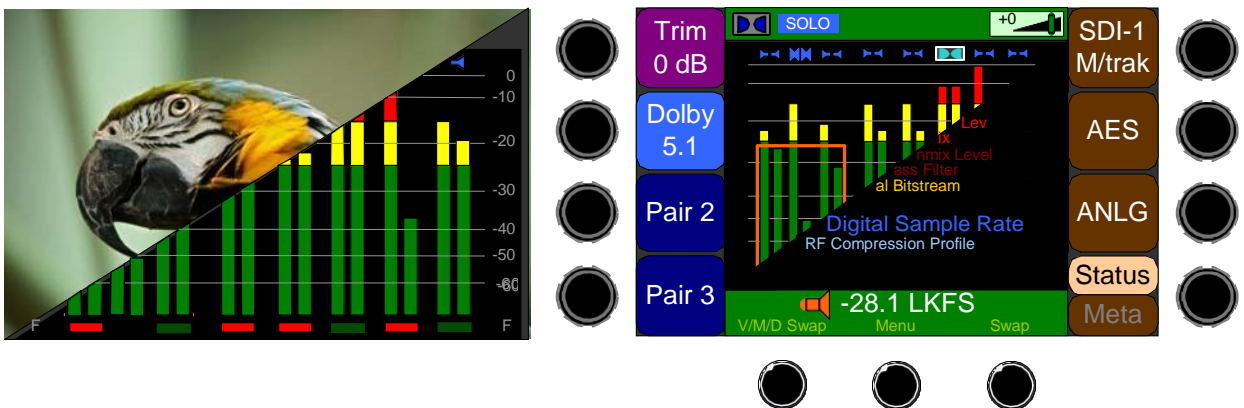 0
-10
-20
-30
-40
-50
-60
F
F
Trim
0 dB
Dolby
5.1
Pair 2
Pair 3
SOLO
+0
Lev
ix
nmix Level
ass Filter
al Bitstream
Digital Sample Rate
RF Compression Profile
-28.1 LKFS
V/M/D Swap
Menu
Swap
SDI-1
M/trak
AES
ANLG
Status
Meta